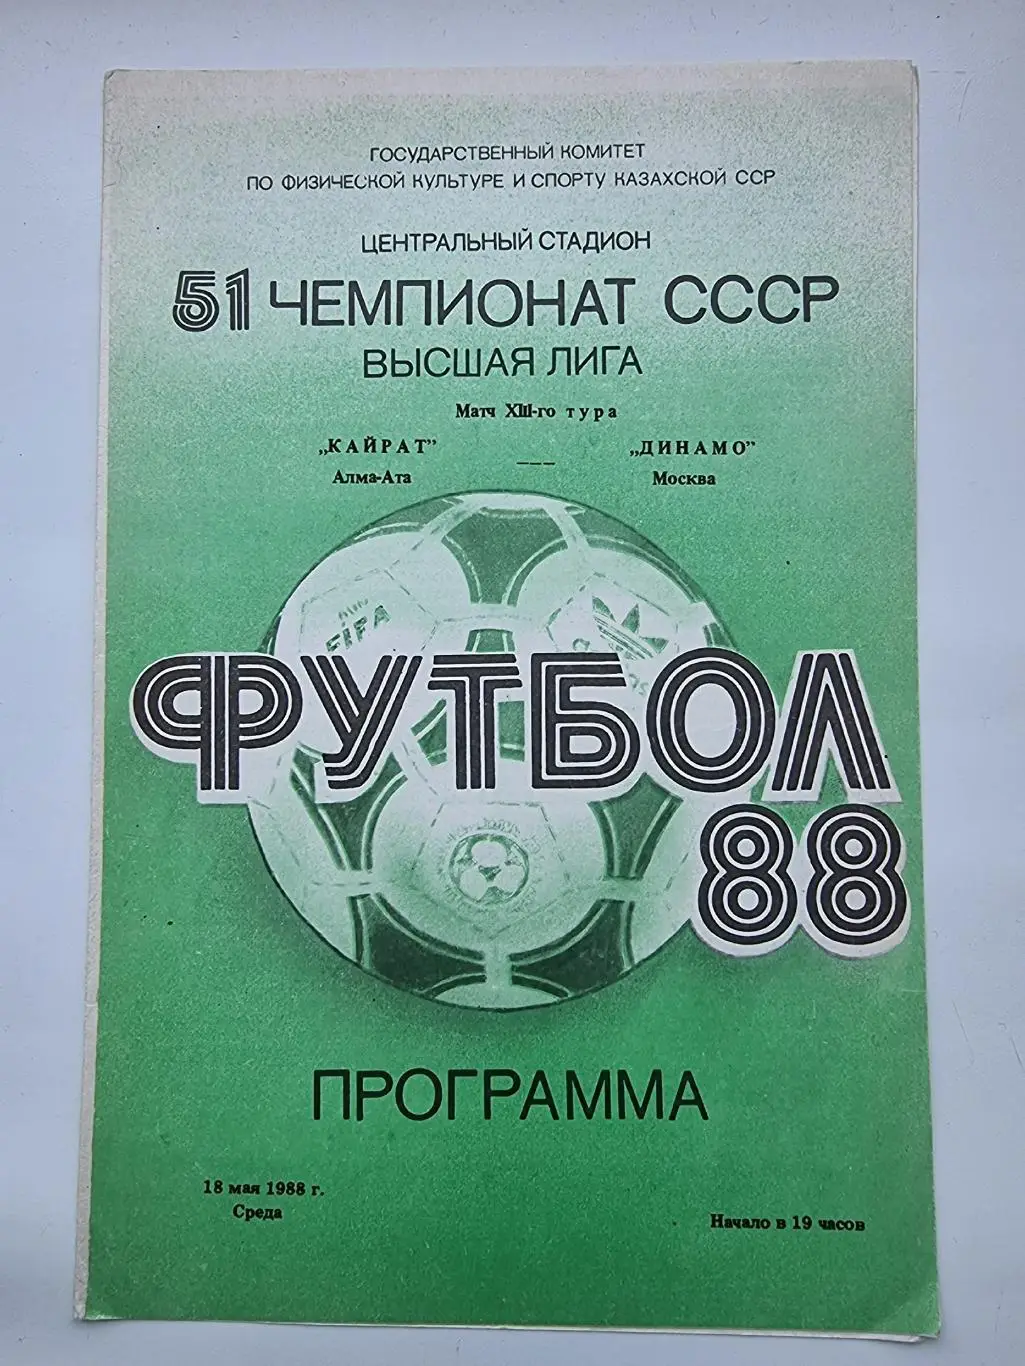 ГОСУДАРСТВЕННЫЙ КОМИТЕТ
ПО ФИЗИЧЕСКОЙ КУЛЬТУРЕ И СПОРТУ КАЗАХСКОЙ ССР
ЦЕНТРАЛЬНЫЙ СТАДИОН
51 ЧЕМПИОНАТ СССР
ВЫСШАЯ ЛИГА
Матч XIII-го тура
„КАЙРАТ” — „ДИНАМО”
Алма-Ата Москва
FIFA
ФУТБОЛ
88
ПРОГРАММА
18 мая 1988 г.
Среда
Начало в 19 часов